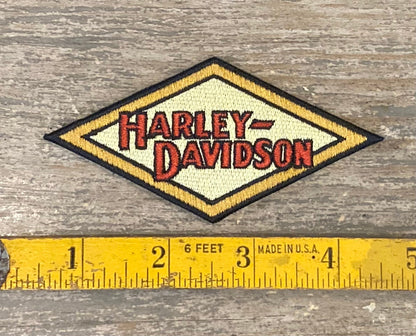 HARLEY-
DAVIDSON
1 2 6 FEET 3 MADE IN U.S.A. 4 5